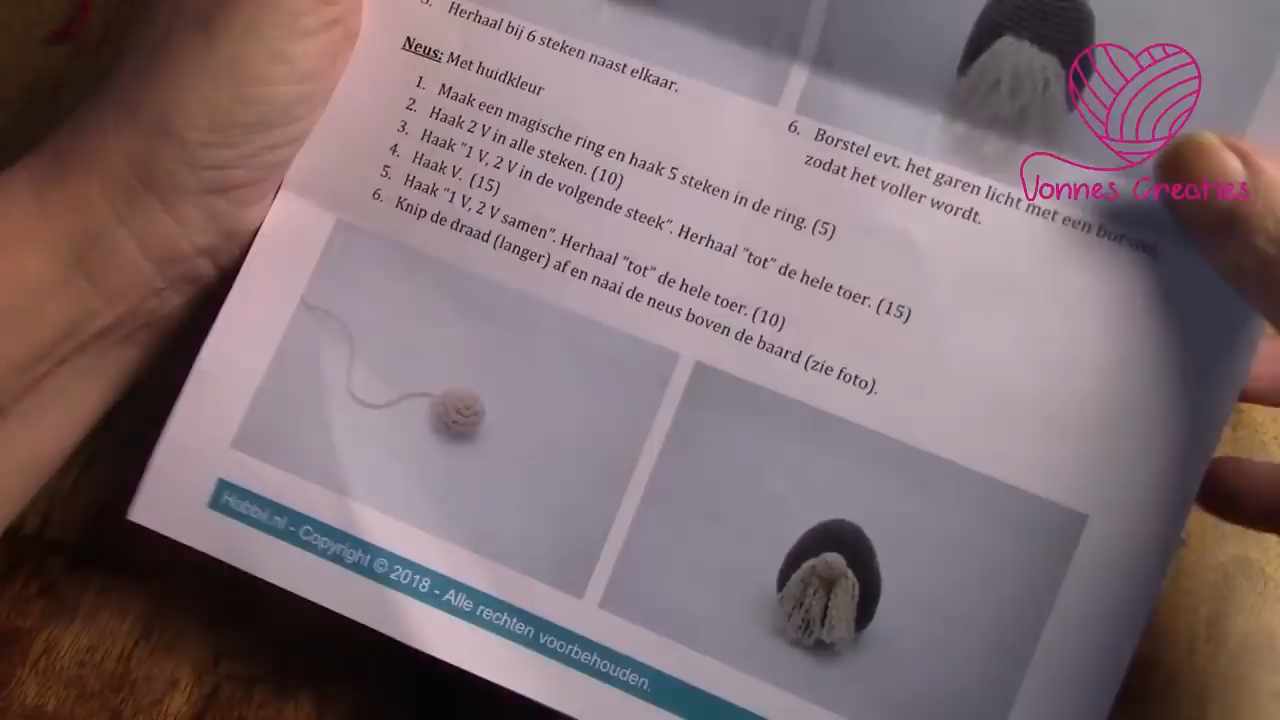 Herhaal bij 6 steken naast elkaar.
Neus: Met huidkleur
1. Maak een magische ring en haak 5 steken in de ring. (5)
2. Haak 2 V in alle steken. (10)
3. Haak "1 V, 2 V in de volgende steek". Herhaal "tot" de hele toer. (15)
4. Haak V. (15)
5. Haak "1 V, 2 V samen". Herhaal "tot" de hele toer. (10)
6. Knip de draad (langer) af en naai de neus boven de baard (zie foto).
6. Borstel evt. het garen licht met een borstel
zodat het voller wordt.
Vonnes Creaties
Hobbii.nl - Copyright © 2018 - Alle rechten voorbehouden.